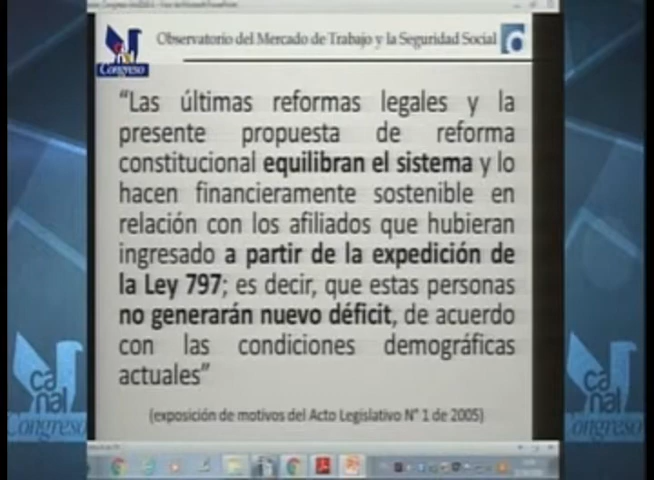 Canal
Congreso
Observatorio del Mercado de Trabajo y la Seguridad Social
“Las últimas reformas legales y la
presente propuesta de reforma
constitucional equilibran el sistema y lo
hacen financieramente sostenible en
relación con los afiliados que hubieran
ingresado a partir de la expedición de
la Ley 797; es decir, que estas personas
no generarán nuevo déficit, de acuerdo
con las condiciones demográficas
actuales”
(exposición de motivos del Acto Legislativo N° 1 de 2005)
canal
Congreso
canal
Congreso